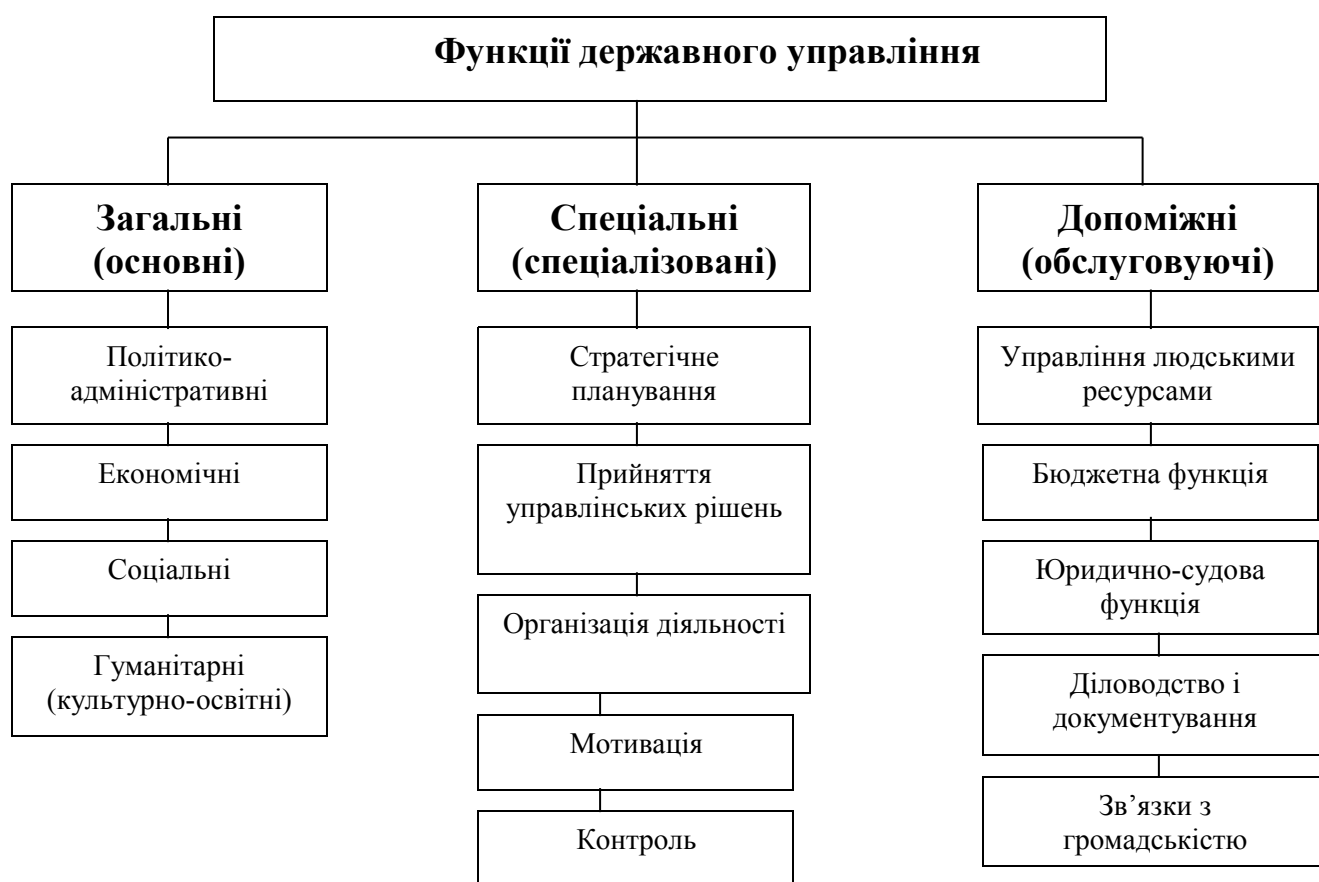 Функції державного управління
Загальні
(основні)
Політико-
адміністративні
Економічні
Соціальні
Гуманітарні
(культурно-освітні)
Спеціальні
(спеціалізовані)
Стратегічне
планування
Прийняття
управлінських рішень
Організація діяльності
Мотивація
Контроль
Допоміжні
(обслуговуючі)
Управління людськими
ресурсами
Бюджетна функція
Юридично-судова
функція
Діловодство і
документування
Зв’язки з
громадськістю